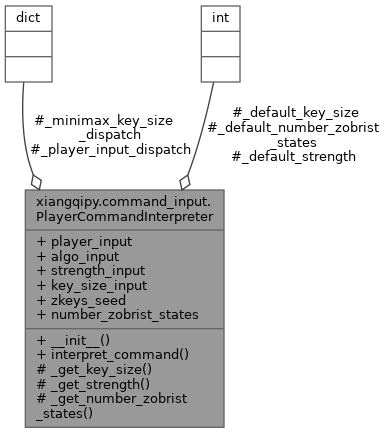 dict
int
#_minimax_key_size
_dispatch
#_player_input_dispatch
#_default_key_size
#_default_number_zobrist
_states
#_default_strength
xiangqipy.command_input.
PlayerCommandInterpreter
+ player_input
+ algo_input
+ strength_input
+ key_size_input
+ zkeys_seed
+ number_zobrist_states
+ __init__()
+ interpret_command()
# _get_key_size()
# _get_strength()
# _get_number_zobrist
_states()